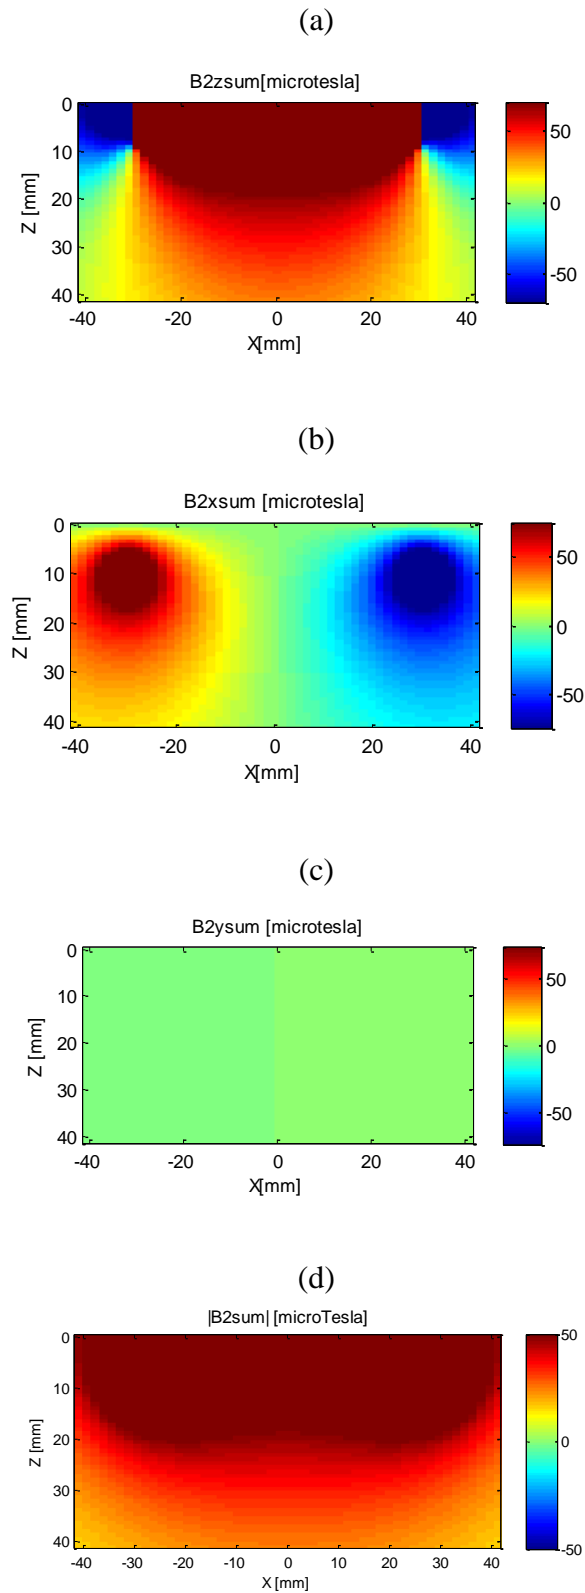 (a)
B2zsum[microtesla]
0
10
20
30
40
Z [mm]
-40 -20 0 20 40
X[mm]
50
0
-50
(b)
B2xsum [microtesla]
0
10
20
30
40
Z [mm]
-40 -20 0 20 40
X[mm]
50
0
-50
(c)
B2ysum [microtesla]
0
10
20
30
40
Z [mm]
-40 -20 0 20 40
X[mm]
50
0
-50
(d)
|B2sum| [microTesla]
0
10
20
30
40
Z [mm]
-40 -30 -20 -10 0 10 20 30 40
X [mm]
50
0
-50